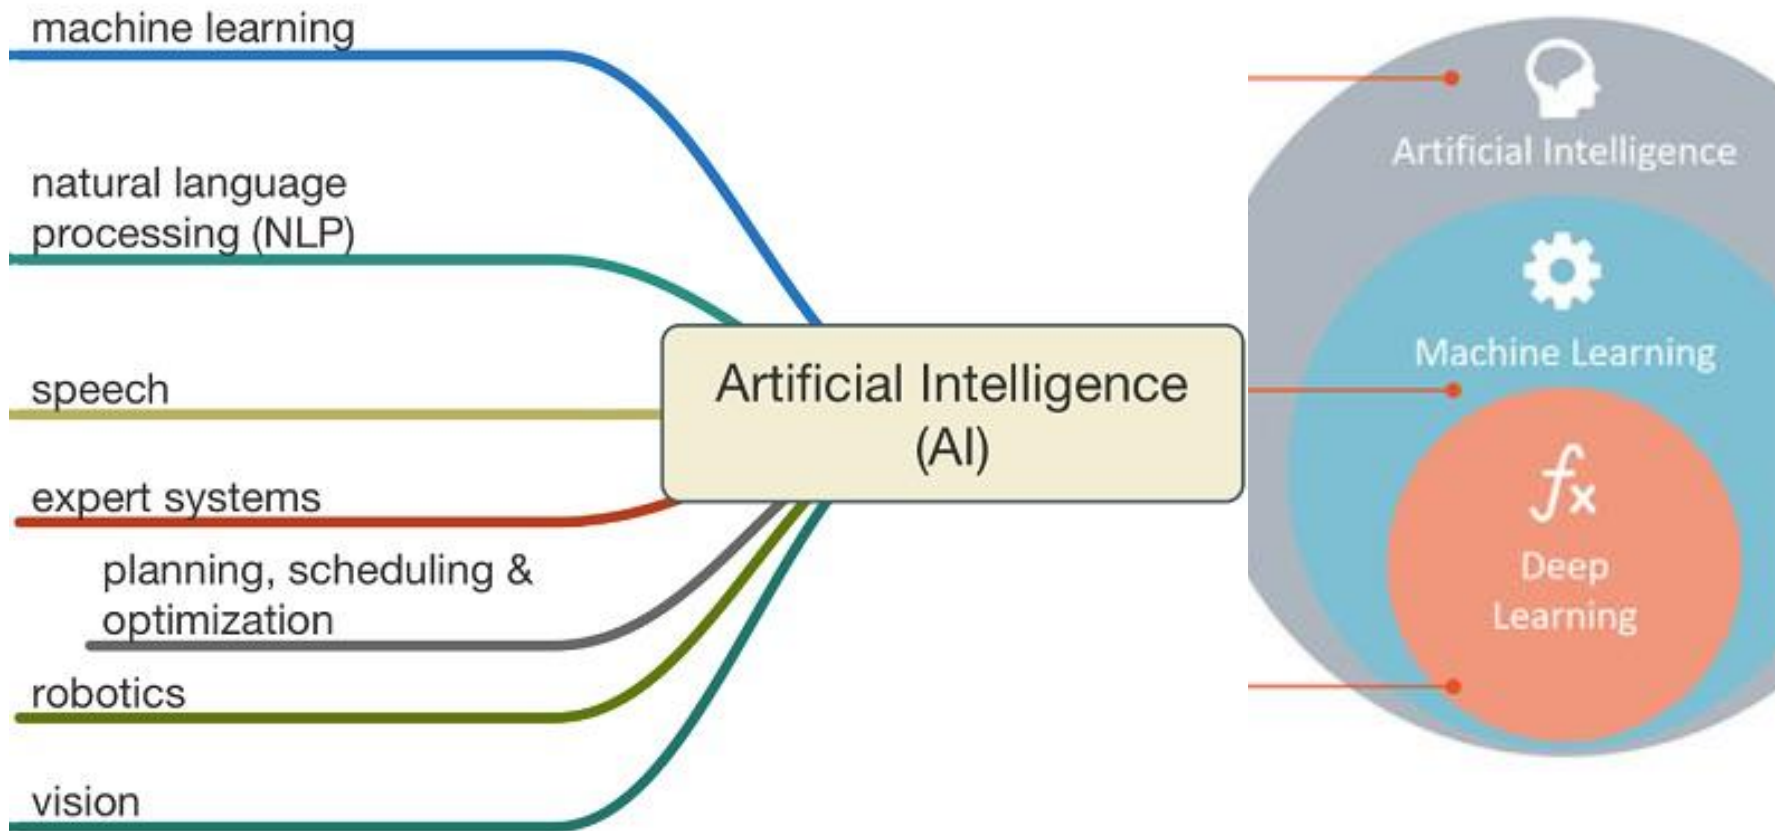 machine learning
natural language
processing (NLP)
speech
expert systems
planning, scheduling &
optimization
robotics
vision
Artificial Intelligence
(AI)
Artificial Intelligence
Machine Learning
fx
Deep
Learning